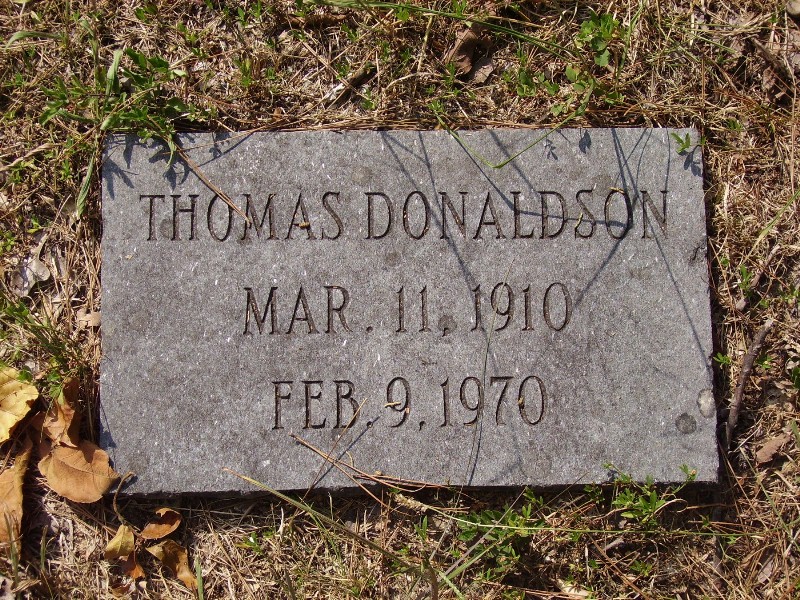 THOMAS DONALDSON
MAR. 11, 1910
FEB. 9, 1970